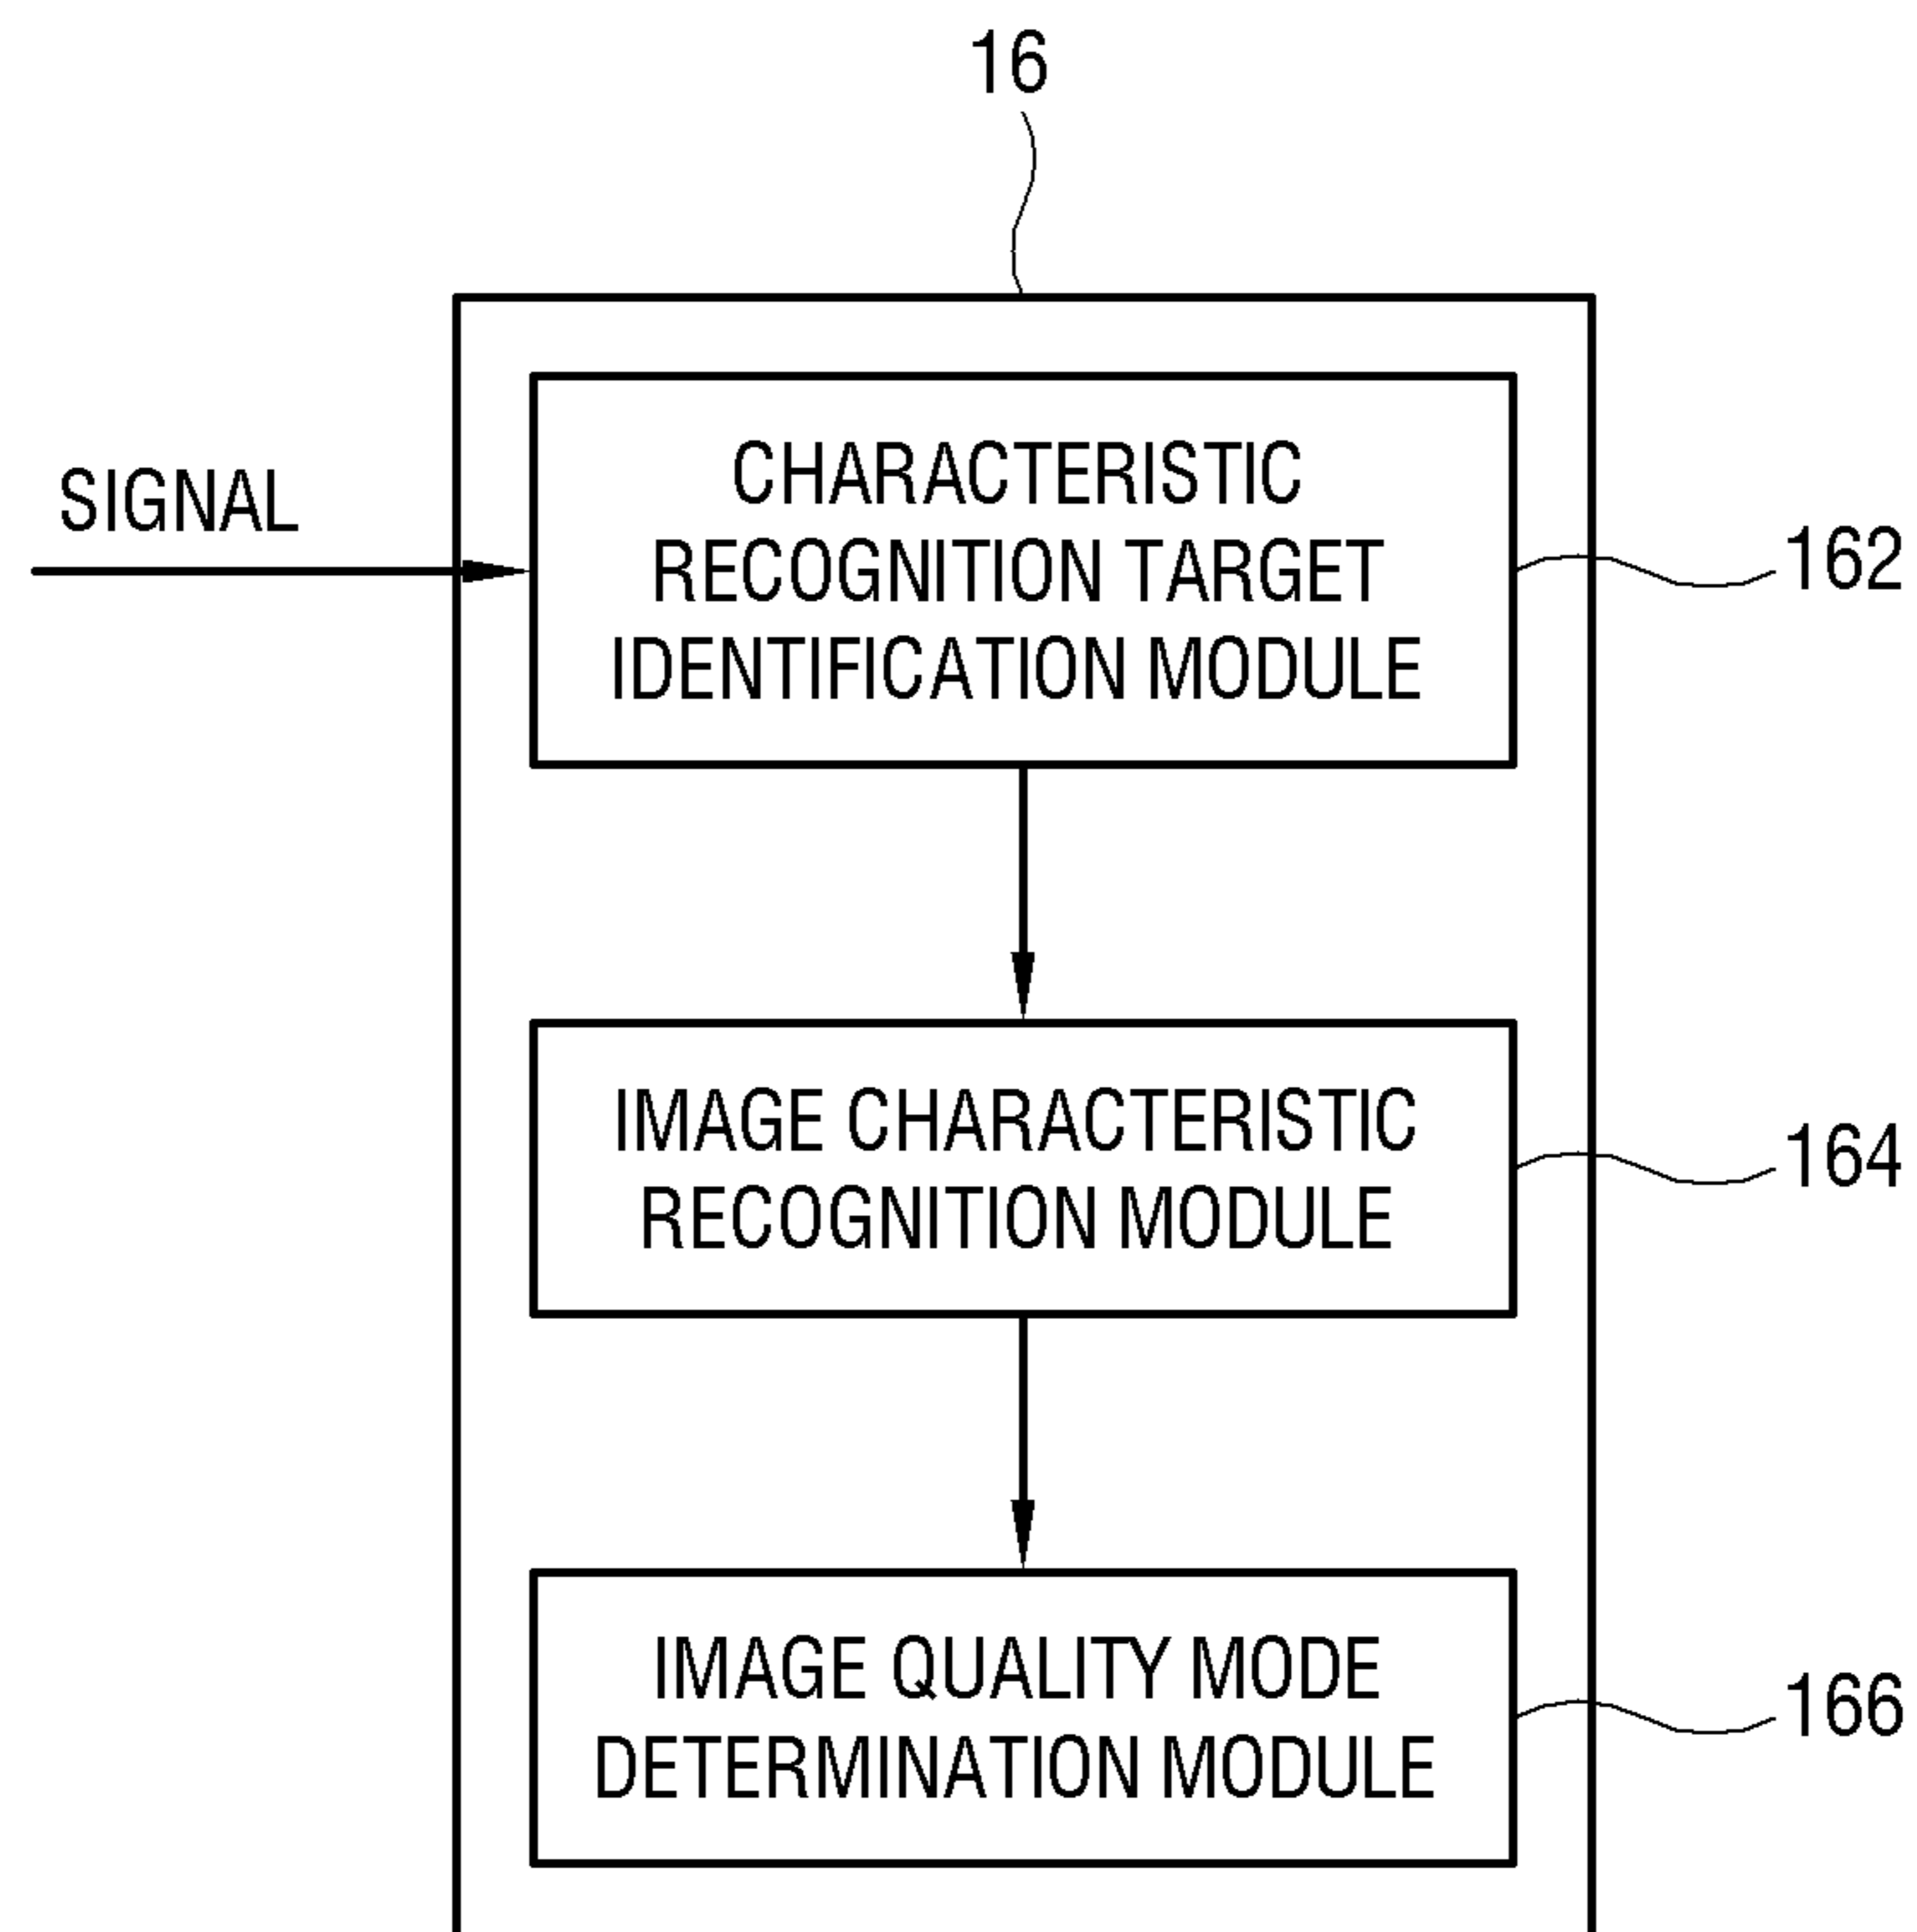 16
SIGNAL
CHARACTERISTIC
RECOGNITION TARGET
IDENTIFICATION MODULE
162
IMAGE CHARACTERISTIC
RECOGNITION MODULE
164
IMAGE QUALITY MODE
DETERMINATION MODULE
166